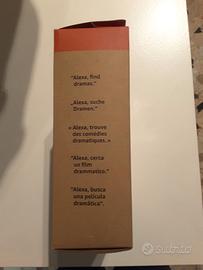 "Alexa, find
dramas."
„Alexa, suche
Dramen."
« Alexa, trouve
des comédies
dramatiques. »
"Alexa, cerca
un film
drammatico."
"Alexa, busca
una película
dramática".
subito